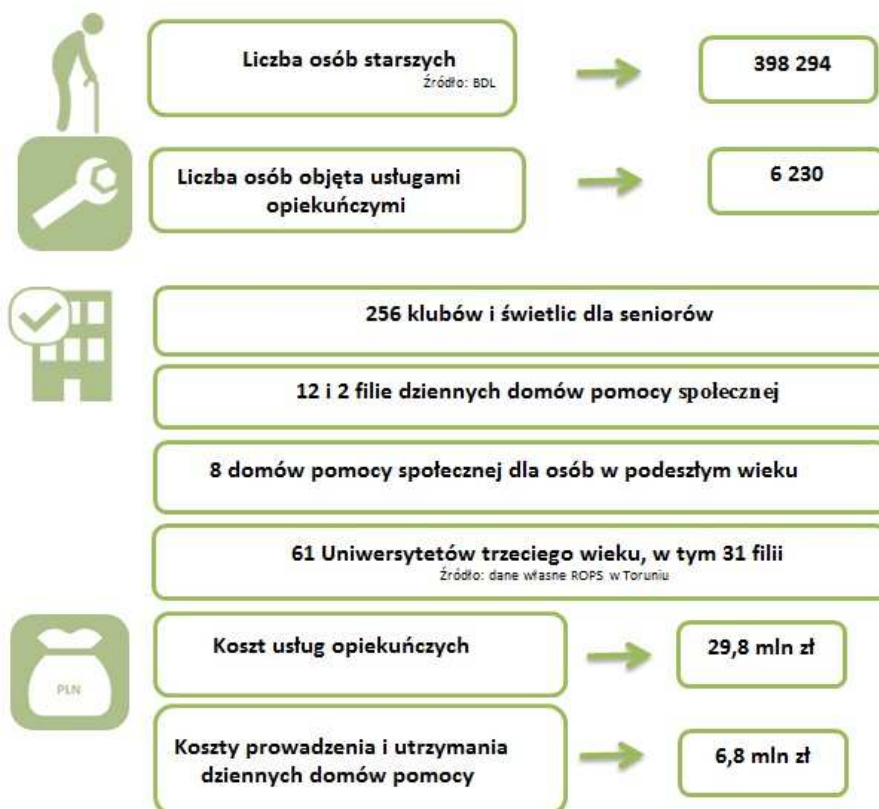 Liczba osób starszych
Źródło: BDL
398 294
Liczba osób objęta usługami
opiekuńczymi
6 230
256 klubów i świetlic dla seniorów
12 i 2 filie dziennych domów pomocy społecznej
8 domów pomocy społecznej dla osób w podeszłym wieku
61 Uniwersytetów trzeciego wieku, w tym 31 filii
Źródło: dane własne ROPS w Toruniu
PLN
Koszt usług opiekuńczych
29,8 mln zł
Koszty prowadzenia i utrzymania
dziennych domów pomocy
6,8 mln zł